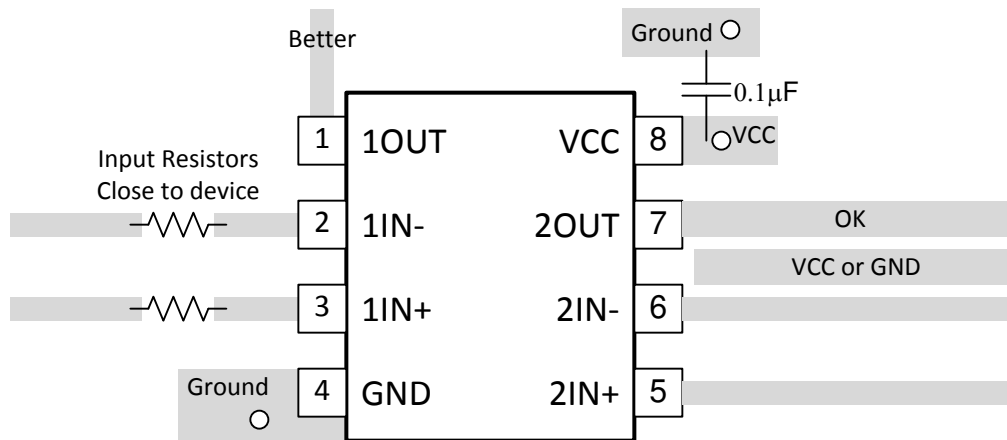 Better
Ground
0.1μF
1 1OUT VCC 8 VCC
Input Resistors
Close to device
2 1IN- 2OUT 7 OK
VCC or GND
3 1IN+ 2IN- 6
Ground
4 GND 2IN+ 5